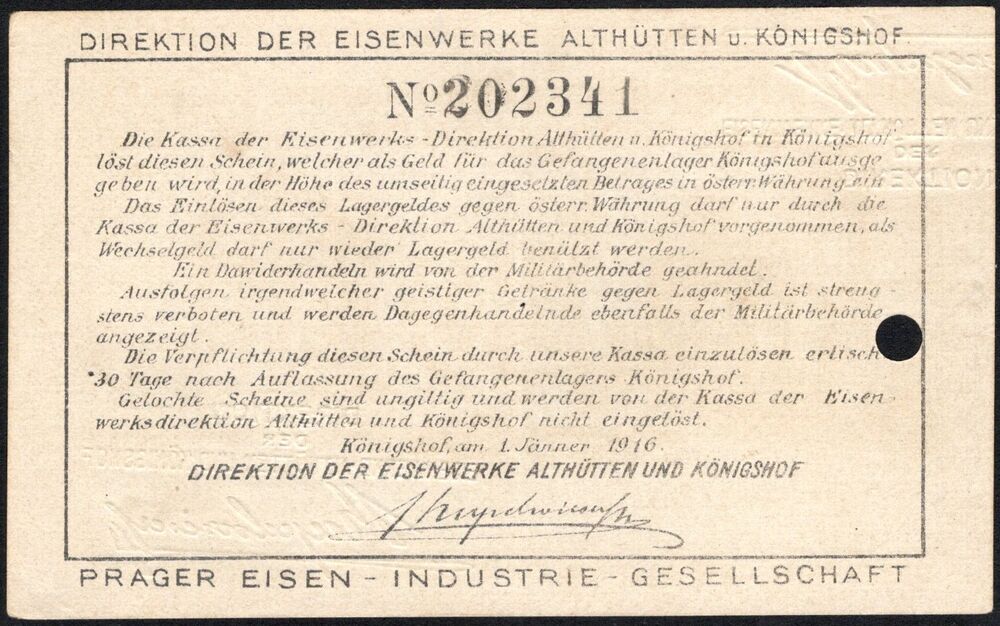 DIREKTION DER EISENWERKE ALTHÜTTEN U. KÖNIGSHOF.
No 202341
Die Kassa der Eisenwerks-Direktion Althütten u. Königshof in Königshof
löst diesen Schein, welcher als Geld für das Gefangenenlager Königshof ausge
geben wird, in der Höhe des umseitig eingesetzten Betrages in österr. Währung ein
Das Einlösen dieses Lagergeldes gegen österr. Währung darf nur durch die
Kassa der Eisenwerks-Direktion Althütten und Königshof vorgenommen, als
Wechselgeld darf nur wieder Lagergeld benützt werden.
Ein Dawiderhandeln wird von der Militärbehörde geahndet.
Ausfolgen irgendwelcher geistiger Getränke gegen Lagergeld ist streng-
stens verboten und werden Dagegenhandelnde ebenfalls der Militärbehörde
angezeigt.
Die Verpflichtung diesen Schein durch unsere Kassa einzulösen erlisch
30 Tage nach Auflassung des Gefangenenlagers Königshof.
Gelochte Scheine sind ungiltig und werden von der Kassa der Eisen
werksdirektion Althütten und Königshof nicht eingelöst.
Königshof, am 1. Jänner 1916.
DIREKTION DER EISENWERKE ALTHÜTTEN UND KÖNIGSHOF
PRAGER EISEN-INDUSTRIE-GESELLSCHAFT